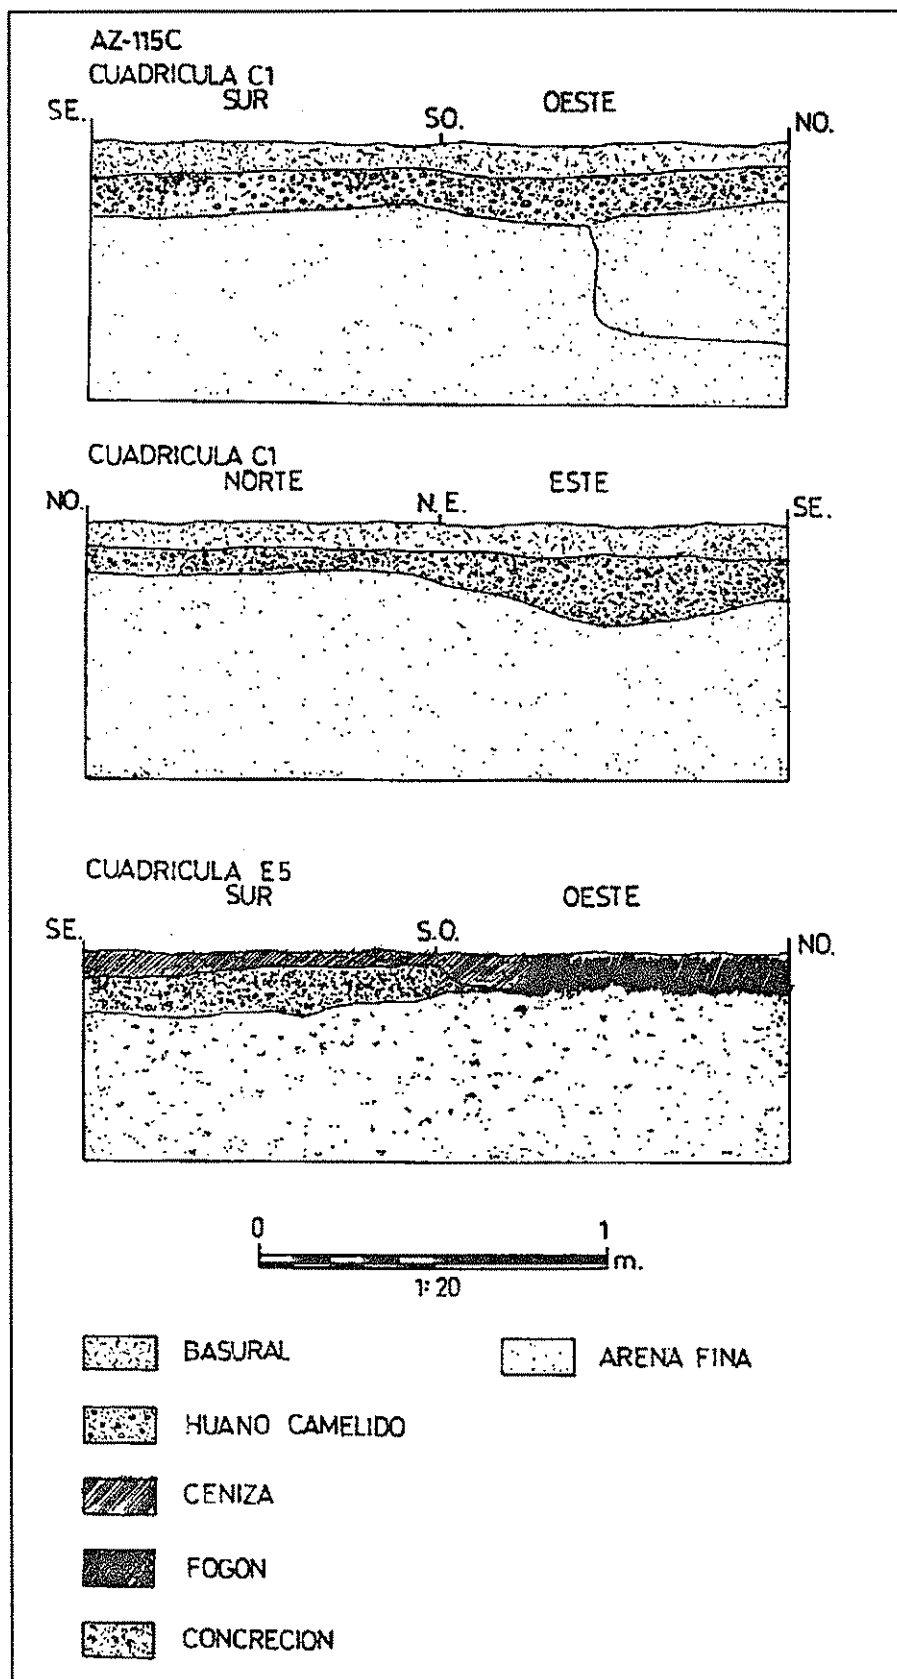 AZ-115C
CUADRICULA C1
SUR OESTE
SE. SO. NO.
CUADRICULA C1
NORTE ESTE
NO. N.E. SE.
CUADRICULA E5
SUR OESTE
SE. S.O. NO.
0 1
m.
1:20
BASURAL
ARENA FINA
HUANO CAMELIDO
CENIZA
FOGON
CONCRECION